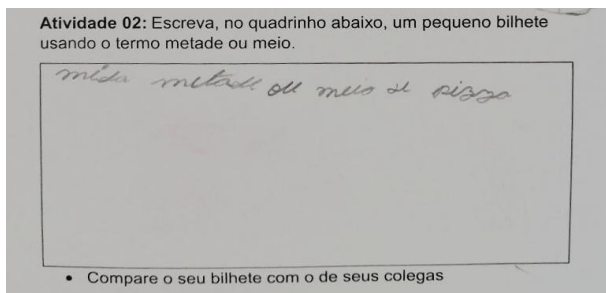 Atividade 02: Escreva, no quadrinho abaixo, um pequeno bilhete
usando o termo metade ou meio.
metade ou meio de pizza
• Compare o seu bilhete com o de seus colegas